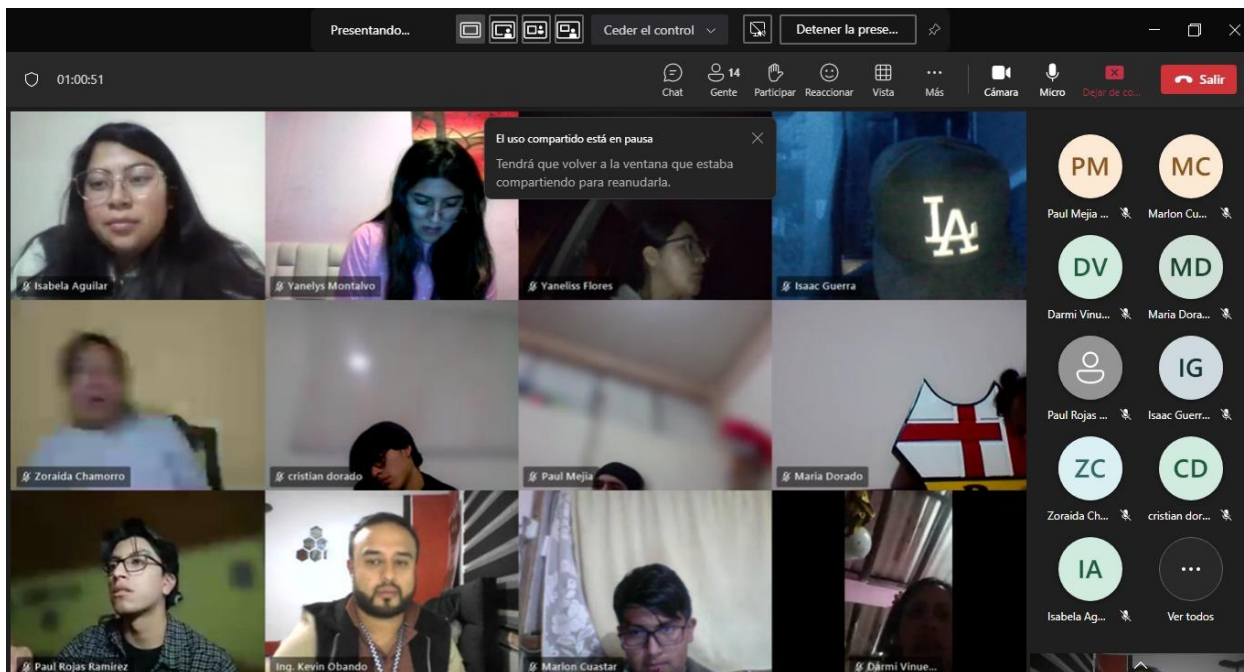 Presentando...
Ceder el control
Detener la prese...
01:00:51
Chat
14
Gente
Participar
Reaccionar
Vista
Más
Cámara
Micro
Dejar de co...
Salir
El uso compartido está en pausa
Tendrá que volver a la ventana que estaba
compartiendo para reanudarla.
LA
Isabela Aguilar
Yanelys Montalvo
Yaneliss Flores
Isaac Guerra
Zoraida Chamorro
cristian dorado
Paul Mejia
Maria Dorado
Paul Rojas Ramirez
Ing. Kevin Obando
Marlon Cuastar
Darmi Vinue...
PM
MC
Paul Mejia ...
Marlon Cu...
DV
MD
Darmi Vinu...
Maria Dora...
IG
Paul Rojas ...
Isaac Guerr...
ZC
CD
Zoraida Ch...
cristian dor...
IA
...
Isabela Ag...
Ver todos